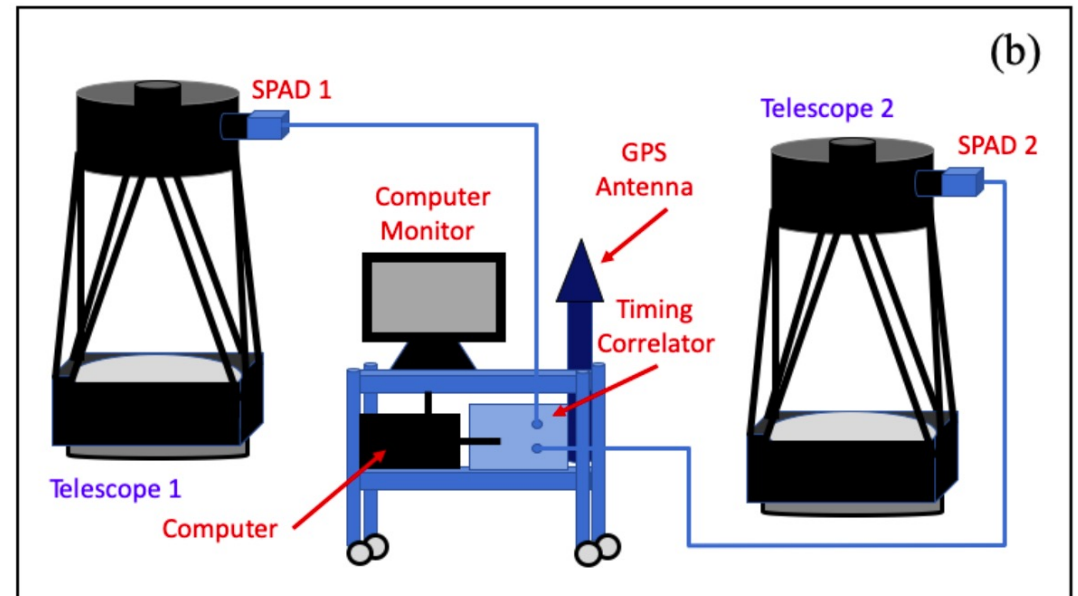 (b)
SPAD 1
Telescope 2
SPAD 2
GPS
Antenna
Computer
Monitor
Timing
Correlator
Telescope 1
Computer